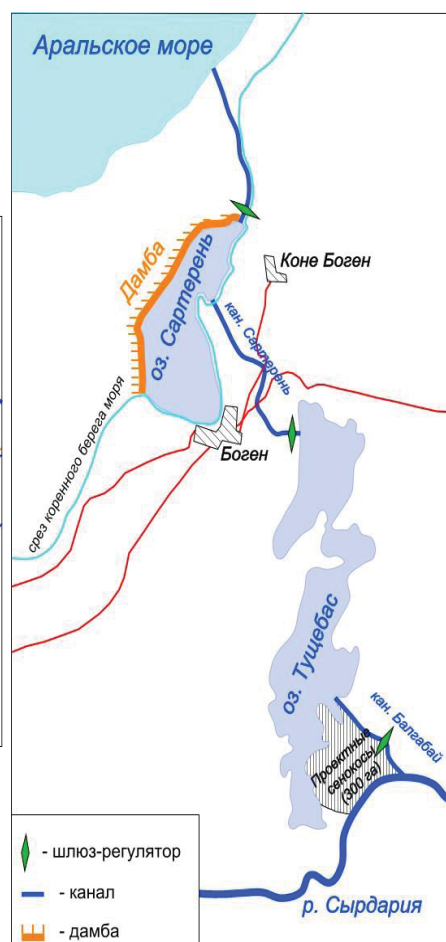 Аральское море
Дамба
оз. Сартерень
Коне Боген
кан. Сартерень
срез коренного берега моря
Боген
оз. Тущебас
кан. Балгабай
Проектные
сенокосы
(300 га)
р. Сырдария
- шлюз-регулятор
- канал
- дамба